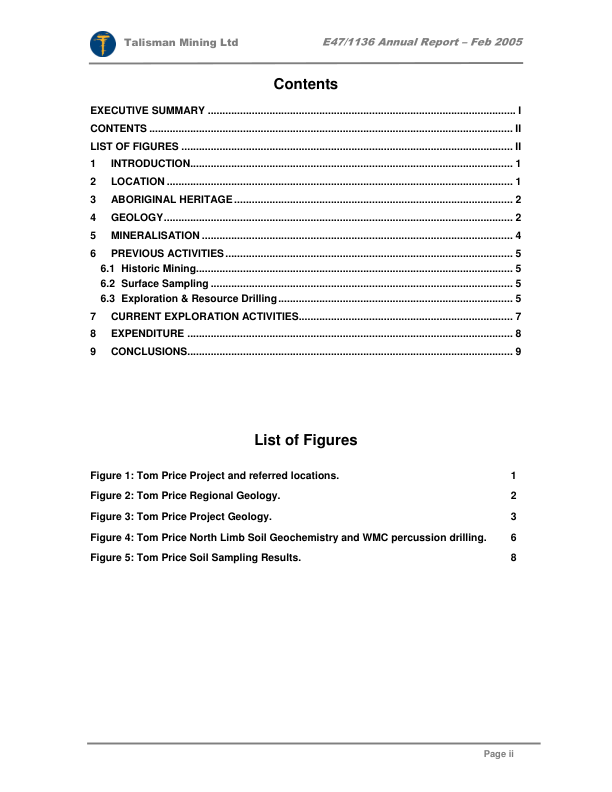 Talisman Mining Ltd E47/1136 Annual Report – Feb 2005
Contents
EXECUTIVE SUMMARY .......................................................................................................... I
CONTENTS ............................................................................................................................. II
LIST OF FIGURES .................................................................................................................. II
1 INTRODUCTION............................................................................................................... 1
2 LOCATION ....................................................................................................................... 1
3 ABORIGINAL HERITAGE ................................................................................................ 2
4 GEOLOGY........................................................................................................................ 2
5 MINERALISATION ........................................................................................................... 4
6 PREVIOUS ACTIVITIES ................................................................................................... 5
6.1 Historic Mining............................................................................................................. 5
6.2 Surface Sampling ........................................................................................................ 5
6.3 Exploration & Resource Drilling ................................................................................. 5
7 CURRENT EXPLORATION ACTIVITIES......................................................................... 7
8 EXPENDITURE ................................................................................................................ 8
9 CONCLUSIONS................................................................................................................ 9
List of Figures
Figure 1: Tom Price Project and referred locations. 1
Figure 2: Tom Price Regional Geology. 2
Figure 3: Tom Price Project Geology. 3
Figure 4: Tom Price North Limb Soil Geochemistry and WMC percussion drilling. 6
Figure 5: Tom Price Soil Sampling Results. 8
Page ii